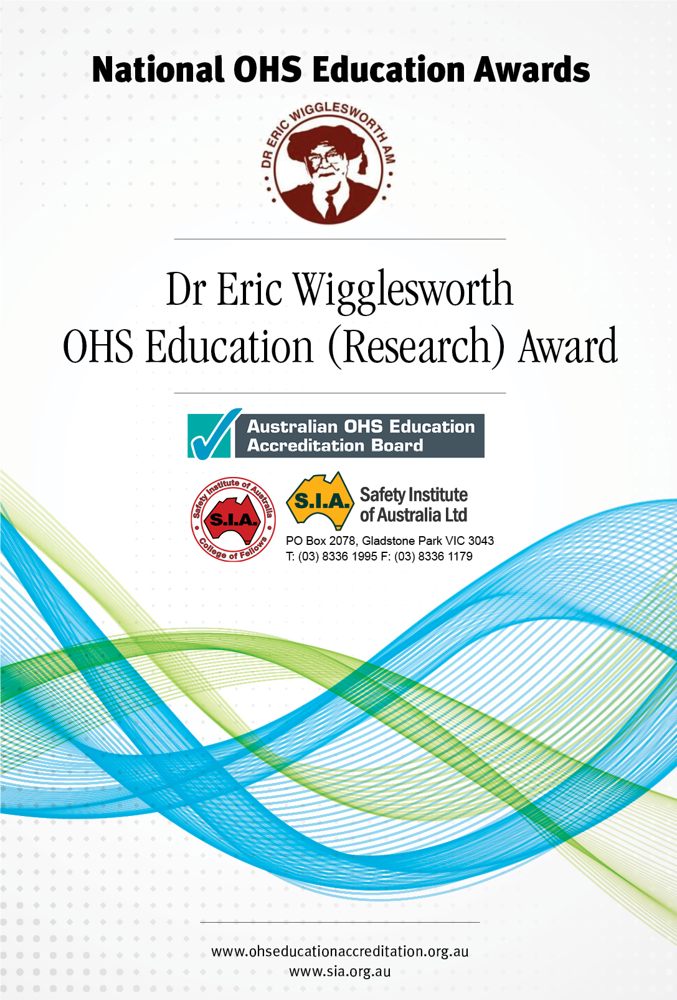 National OHS Education Awards
DR ERIC WIGGLESWORTH AM
Dr Eric Wigglesworth
OHS Education (Research) Award
Australian OHS Education
Accreditation Board
Safety Institute of Australia
S.I.A.
College of Fellows
S.I.A.
Safety Institute
of Australia Ltd
PO Box 2078, Gladstone Park VIC 3043
T: (03) 8336 1995 F: (03) 8336 1179
www.ohseducationaccreditation.org.au
www.sia.org.au